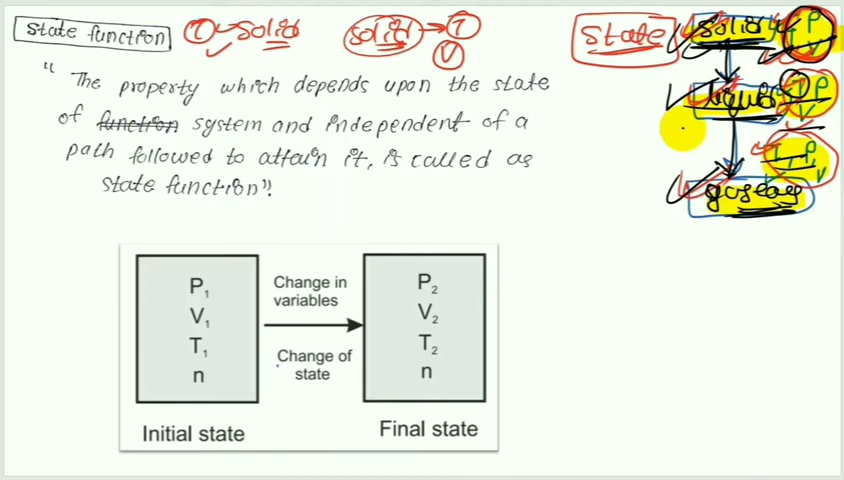 state function
T solid
solid → T
V
state
solid
T, P
V
liquid
T P
V
gaseous
T, P
V
"The property which depends upon the state
of function system and independent of a
path followed to attain it, is called as
state function".
P1
V1
T1
n
Initial state
Change in
variables
Change of
state
P2
V2
T2
n
Final state